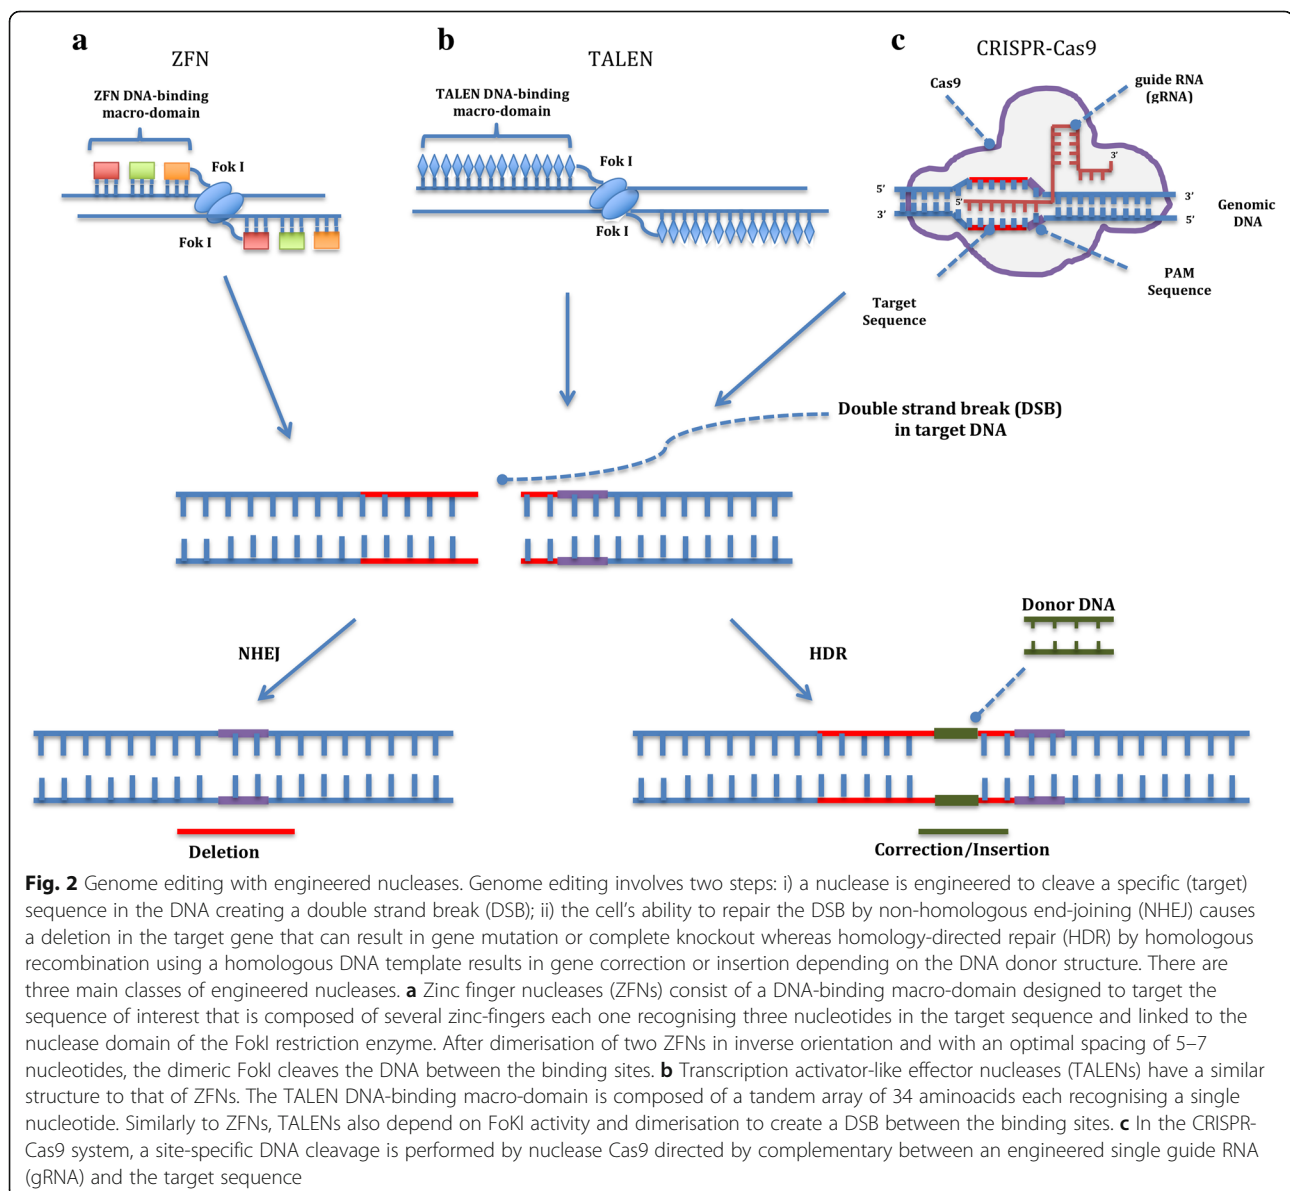 a
ZFN
ZFN DNA-binding
macro-domain
Fok I
Fok I
b
TALEN
TALEN DNA-binding
macro-domain
Fok I
Fok I
c
CRISPR-Cas9
Cas9
guide RNA
(gRNA)
3’
5’
5’
3’
3’
5’
Genomic
DNA
PAM
Sequence
Target
Sequence
Double strand break (DSB)
in target DNA
NHEJ
HDR
Donor DNA
Deletion
Correction/Insertion
Fig. 2 Genome editing with engineered nucleases. Genome editing involves two steps: i) a nuclease is engineered to cleave a specific (target)
sequence in the DNA creating a double strand break (DSB); ii) the cell’s ability to repair the DSB by non-homologous end-joining (NHEJ) causes
a deletion in the target gene that can result in gene mutation or complete knockout whereas homology-directed repair (HDR) by homologous
recombination using a homologous DNA template results in gene correction or insertion depending on the DNA donor structure. There are
three main classes of engineered nucleases. a Zinc finger nucleases (ZFNs) consist of a DNA-binding macro-domain designed to target the
sequence of interest that is composed of several zinc-fingers each one recognising three nucleotides in the target sequence and linked to the
nuclease domain of the FokI restriction enzyme. After dimerisation of two ZFNs in inverse orientation and with an optimal spacing of 5–7
nucleotides, the dimeric FokI cleaves the DNA between the binding sites. b Transcription activator-like effector nucleases (TALENs) have a similar
structure to that of ZFNs. The TALEN DNA-binding macro-domain is composed of a tandem array of 34 aminoacids each recognising a single
nucleotide. Similarly to ZFNs, TALENs also depend on FoKI activity and dimerisation to create a DSB between the binding sites. c In the CRISPR-
Cas9 system, a site-specific DNA cleavage is performed by nuclease Cas9 directed by complementary between an engineered single guide RNA
(gRNA) and the target sequence